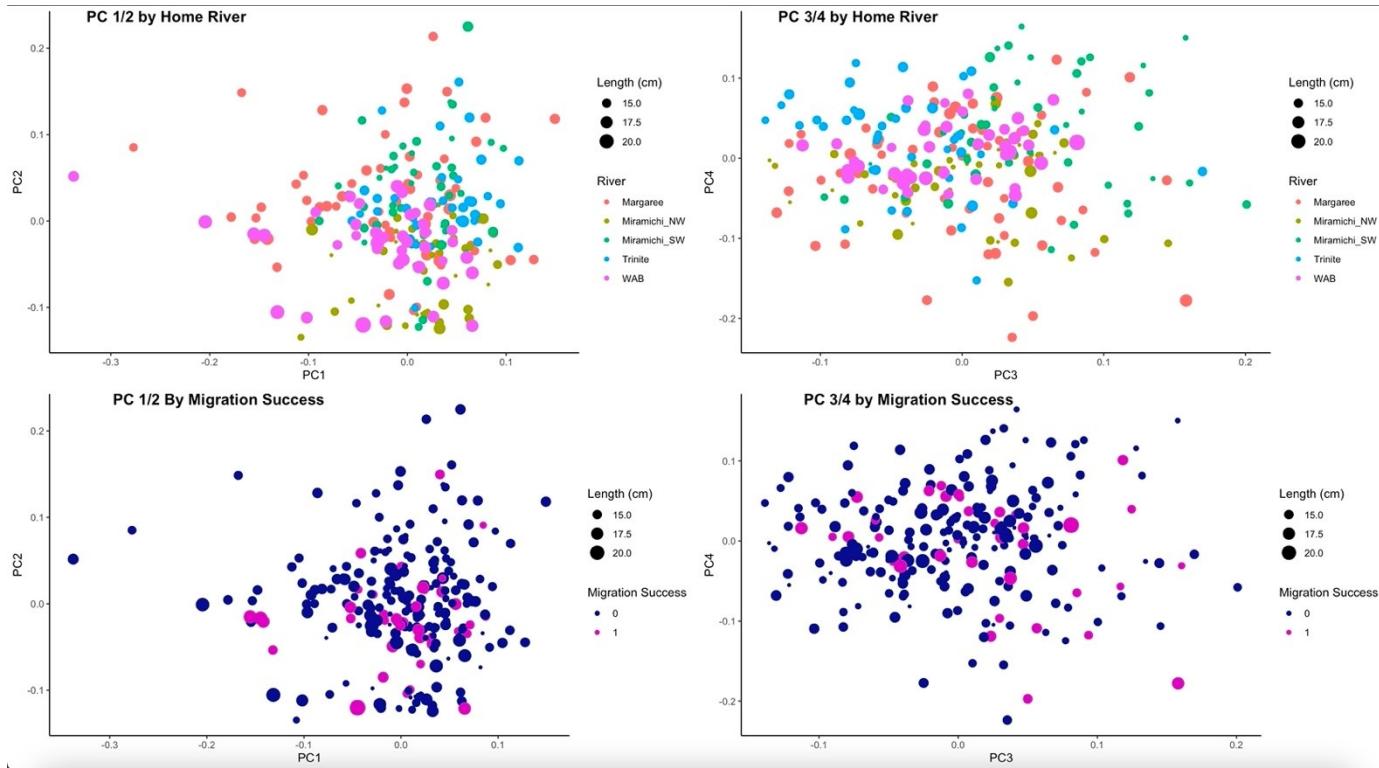 PC 1/2 by Home River
0.2
0.1
0.0
-0.1
PC2
-0.3
-0.2
-0.1
0.0
0.1
PC1
Length (cm)
15.0
17.5
20.0
River
Margaree
Miramichi_NW
Miramichi_SW
Trinite
WAB
PC 3/4 by Home River
0.1
0.0
-0.1
-0.2
PC4
-0.1
0.0
0.1
0.2
PC3
Length (cm)
15.0
17.5
20.0
River
Margaree
Miramichi_NW
Miramichi_SW
Trinite
WAB
PC 1/2 By Migration Success
0.2
0.1
0.0
-0.1
PC2
-0.3
-0.2
-0.1
0.0
0.1
PC1
Length (cm)
15.0
17.5
20.0
Migration Success
0
1
PC 3/4 by Migration Success
0.1
0.0
-0.1
-0.2
PC4
-0.1
0.0
0.1
0.2
PC3
Length (cm)
15.0
17.5
20.0
Migration Success
0
1